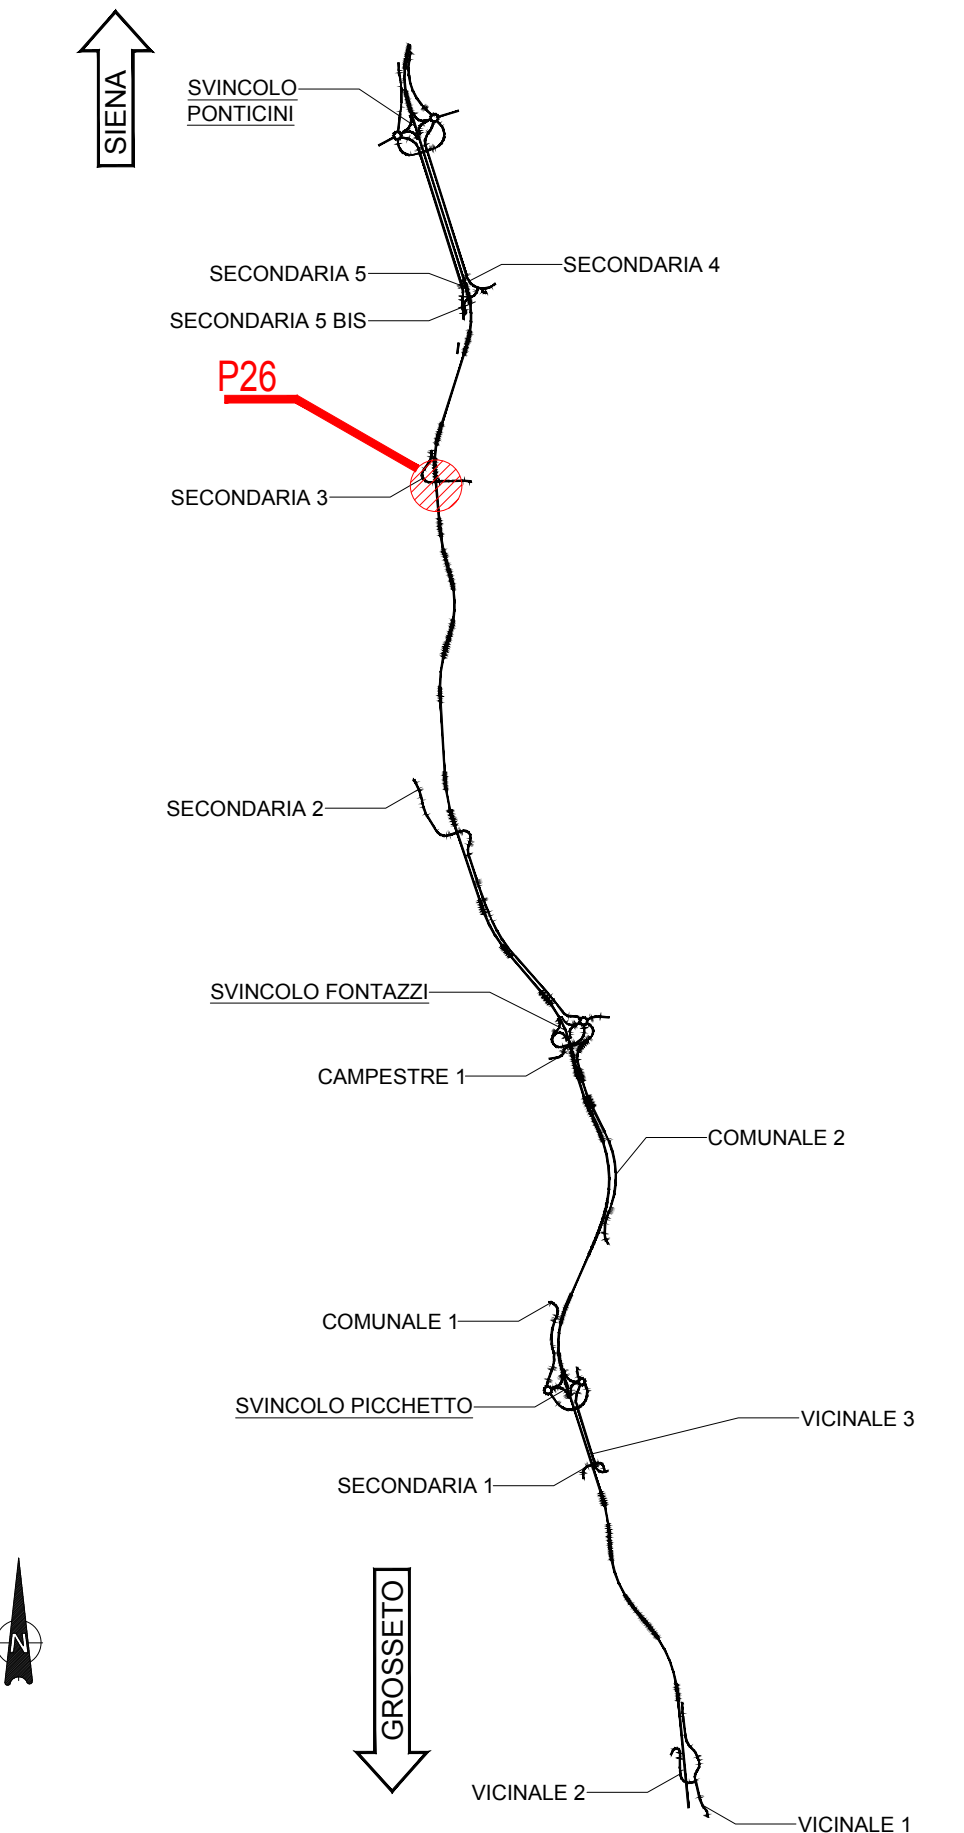 SIENA
SVINCOLO
PONTICINI
SECONDARIA 4
SECONDARIA 5
SECONDARIA 5 BIS
P26
SECONDARIA 3
SECONDARIA 2
SVINCOLO FONTAZZI
CAMPESTRE 1
COMUNALE 2
COMUNALE 1
SVINCOLO PICCHETTO
VICINALE 3
SECONDARIA 1
GROSSETO
N
VICINALE 2
VICINALE 1